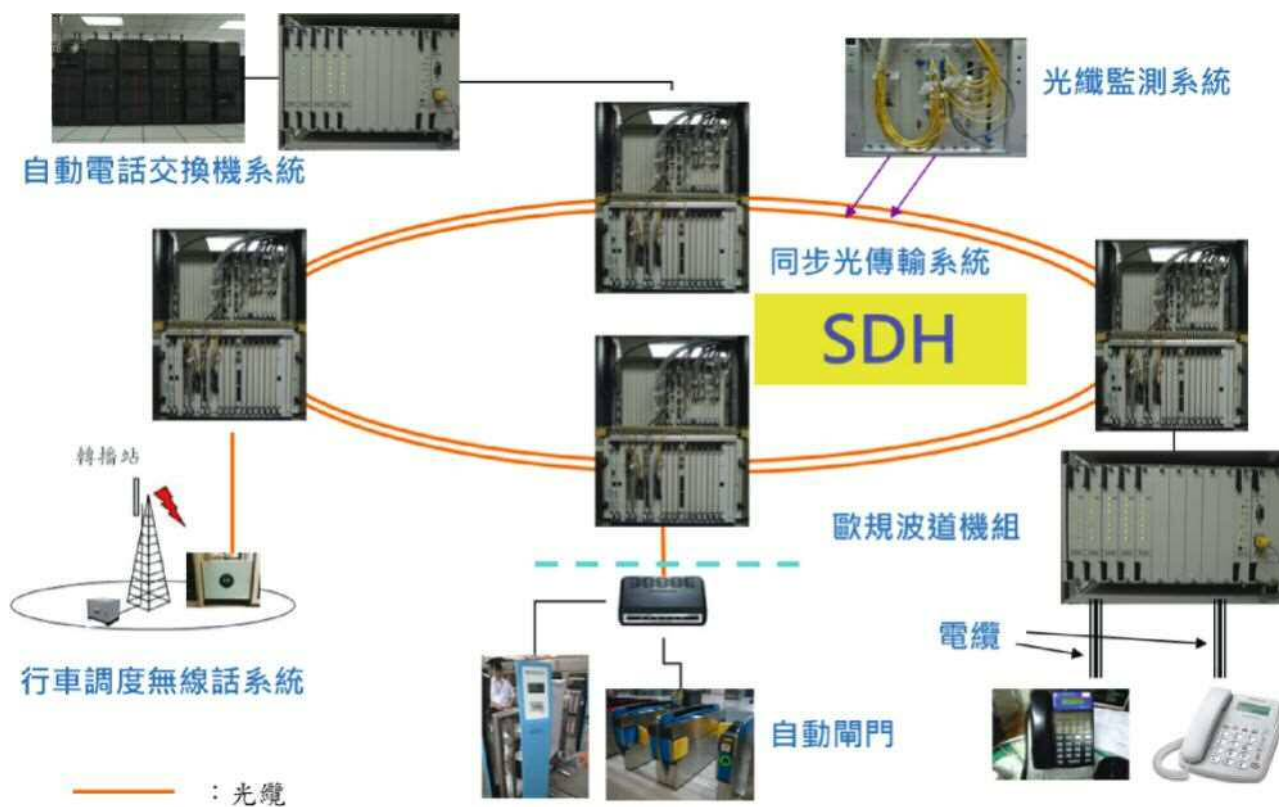 光纖監測系統
自動電話交換機系統
同步光傳輸系統
SDH
轉播站
歐規波道機組
電纜
行車調度無線話系統
自動閘門
：光纜